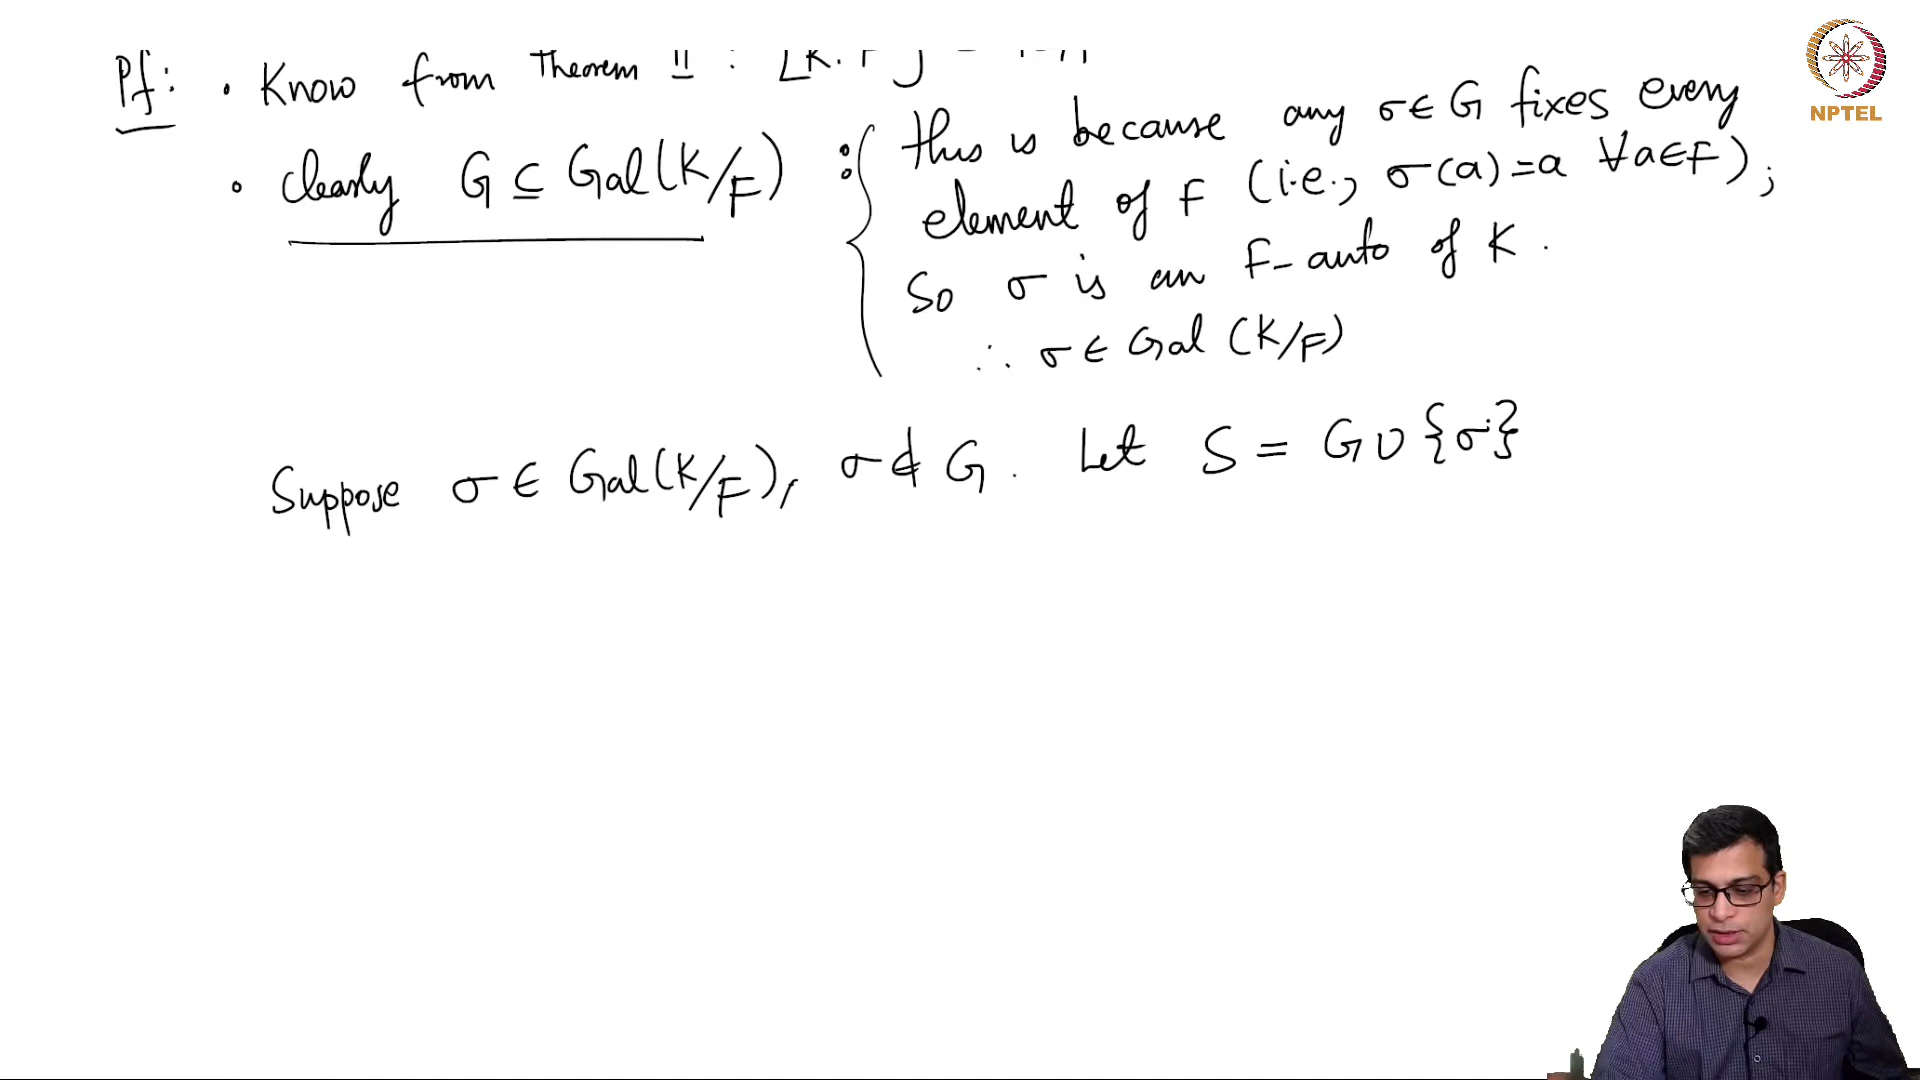 Pf: • Know from Theorem II :
• clearly G ⊆ Gal(K/F) : { this is because any σ∈G fixes every
element of F (i.e., σ(a)=a ∀a∈F);
So σ is an F-auto of K.
∴ σ∈ Gal (K/F)
Suppose σ ∈ Gal(K/F), σ ∉ G. Let S = G ∪ {σ}
NPTEL